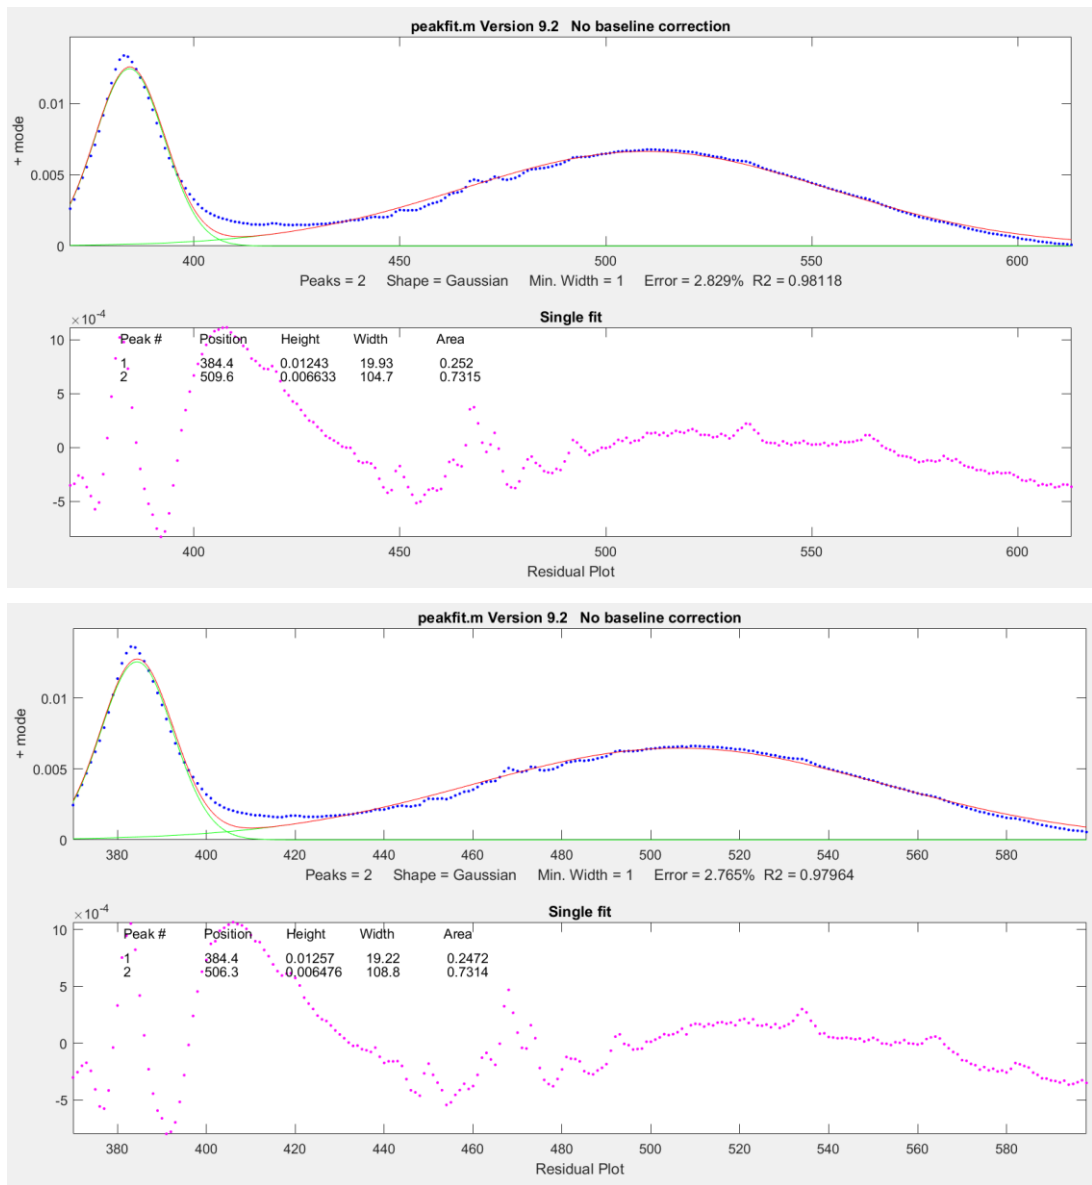 peakfit.m Version 9.2   No baseline correction
+ mode
0.01
0.005
0
400 450 500 550 600
Peaks = 2     Shape = Gaussian     Min. Width = 1     Error = 2.829%  R2 = 0.98118
×10⁻⁴
Single fit
Peak # Position Height Width Area
1 384.4 0.01243 19.93 0.252
2 509.6 0.006633 104.7 0.7315
10
5
0
-5
400 450 500 550 600
Residual Plot
peakfit.m Version 9.2   No baseline correction
+ mode
0.01
0.005
0
380 400 420 440 460 480 500 520 540 560 580
Peaks = 2     Shape = Gaussian     Min. Width = 1     Error = 2.765%  R2 = 0.97964
×10⁻⁴
Single fit
Peak # Position Height Width Area
1 384.4 0.01257 19.22 0.2472
2 506.3 0.006476 108.8 0.7314
10
5
0
-5
380 400 420 440 460 480 500 520 540 560 580
Residual Plot